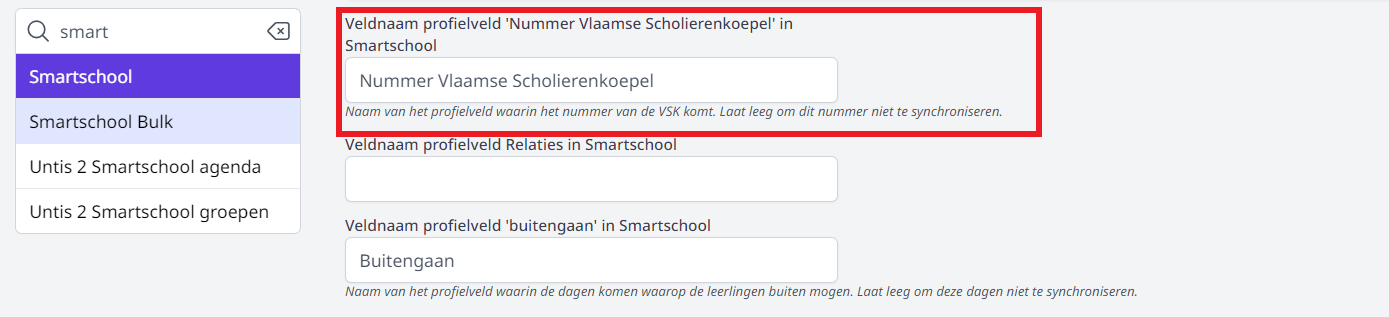 smart
Smartschool
Smartschool Bulk
Untis 2 Smartschool agenda
Untis 2 Smartschool groepen
Veldnaam profielveld 'Nummer Vlaamse Scholierenkoepel' in
Smartschool
Nummer Vlaamse Scholierenkoepel
Naam van het profielveld waarin het nummer van de VSK komt. Laat leeg om dit nummer niet te synchroniseren.
Veldnaam profielveld Relaties in Smartschool
Veldnaam profielveld 'buitengaan' in Smartschool
Buitengaan
Naam van het profielveld waarin de dagen komen waarop de leerlingen buiten mogen. Laat leeg om deze dagen niet te synchroniseren.